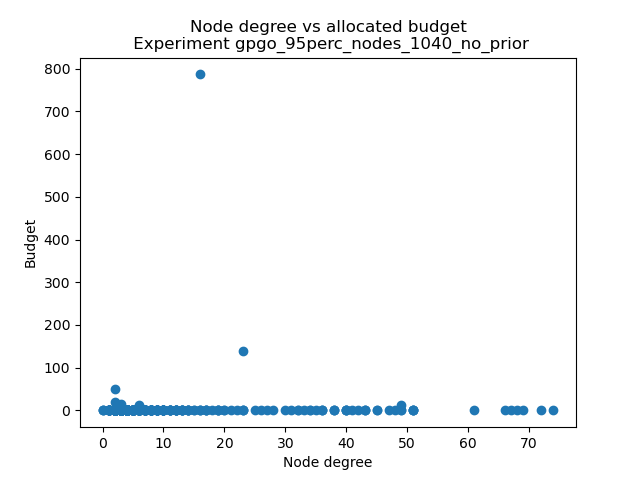 Node degree vs allocated budget
Experiment gpgo_95perc_nodes_1040_no_prior
800
700
600
500
400
300
200
100
0
Budget
0 10 20 30 40 50 60 70
Node degree